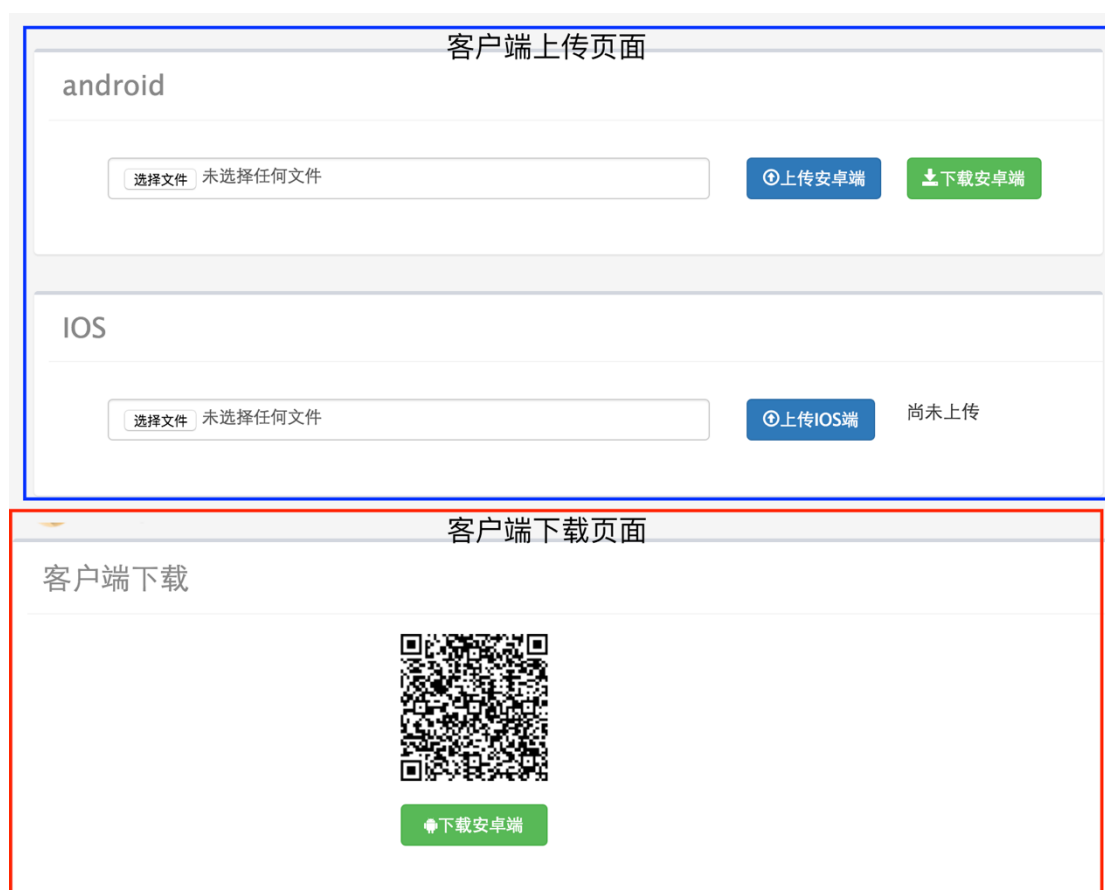 客户端上传页面
android
选择文件 未选择任何文件 上传安卓端 下载安卓端
IOS
选择文件 未选择任何文件 上传IOS端 尚未上传
客户端下载页面
客户端下载
下载安卓端